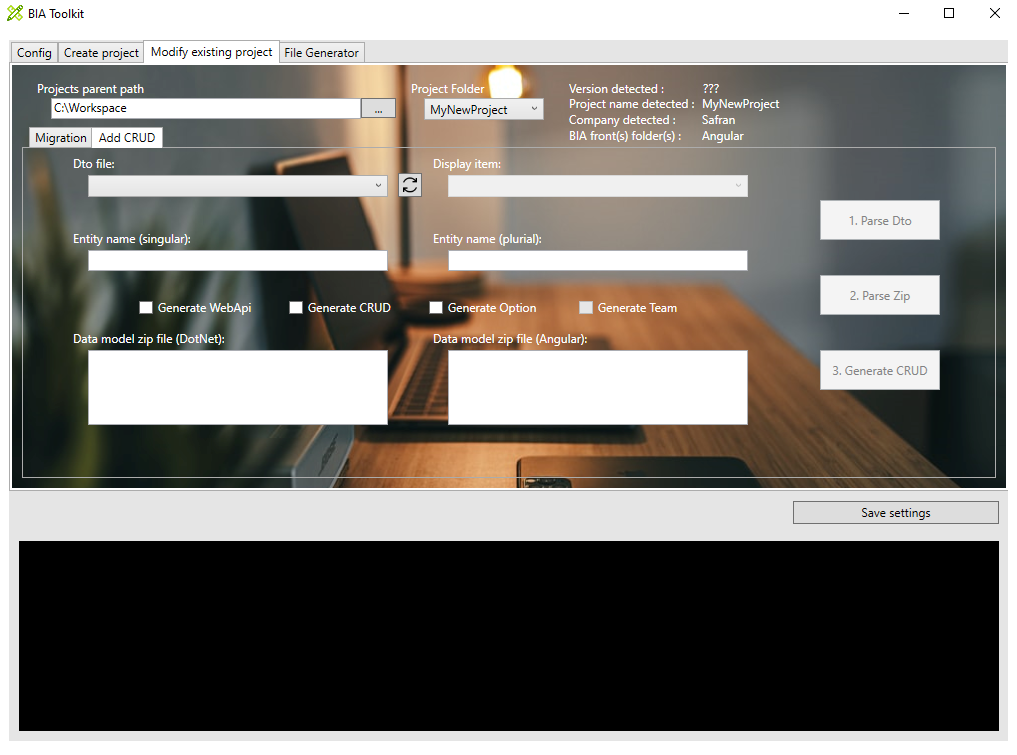 BIA Toolkit
Config Create project Modify existing project File Generator
Projects parent path
C:\Workspace
...
Project Folder
MyNewProject
Version detected : ???
Project name detected : MyNewProject
Company detected : Safran
BIA front(s) folder(s) : Angular
Migration Add CRUD
Dto file: Display item:
1. Parse Dto
Entity name (singular): Entity name (plurial):
2. Parse Zip
Generate WebApi Generate CRUD Generate Option Generate Team
Data model zip file (DotNet): Data model zip file (Angular):
3. Generate CRUD
Save settings